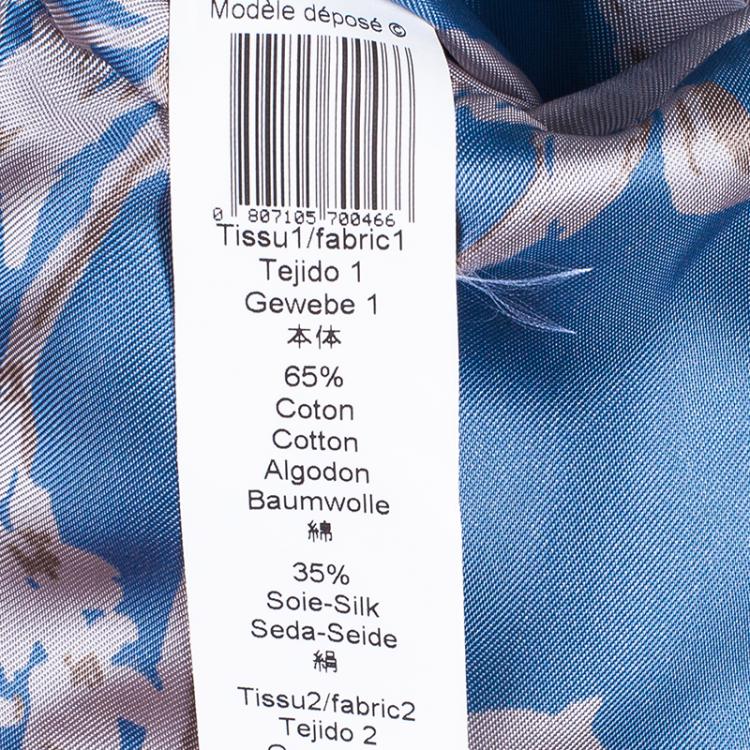 Modèle déposé ©
0 807105 700466
Tissu1/fabric1
Tejido 1
Gewebe 1
本体
65%
Coton
Cotton
Algodon
Baumwolle
綿
35%
Soie-Silk
Seda-Seide
絹
Tissu2/fabric2
Tejido 2